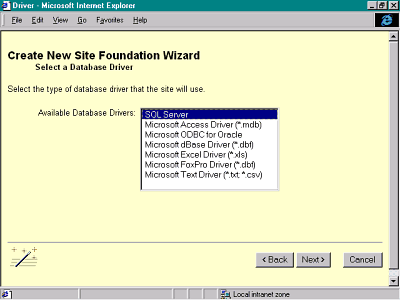 Driver - Microsoft Internet Explorer
File Edit View Go Favorites Help
Create New Site Foundation Wizard
Select a Database Driver
Select the type of database driver that the site will use.
Available Database Drivers:
SQL Server
Microsoft Access Driver (*.mdb)
Microsoft ODBC for Oracle
Microsoft dBase Driver (*.dbf)
Microsoft Excel Driver (*.xls)
Microsoft FoxPro Driver (*.dbf)
Microsoft Text Driver (*.txt; *.csv)
< Back Next > Cancel
Local intranet zone